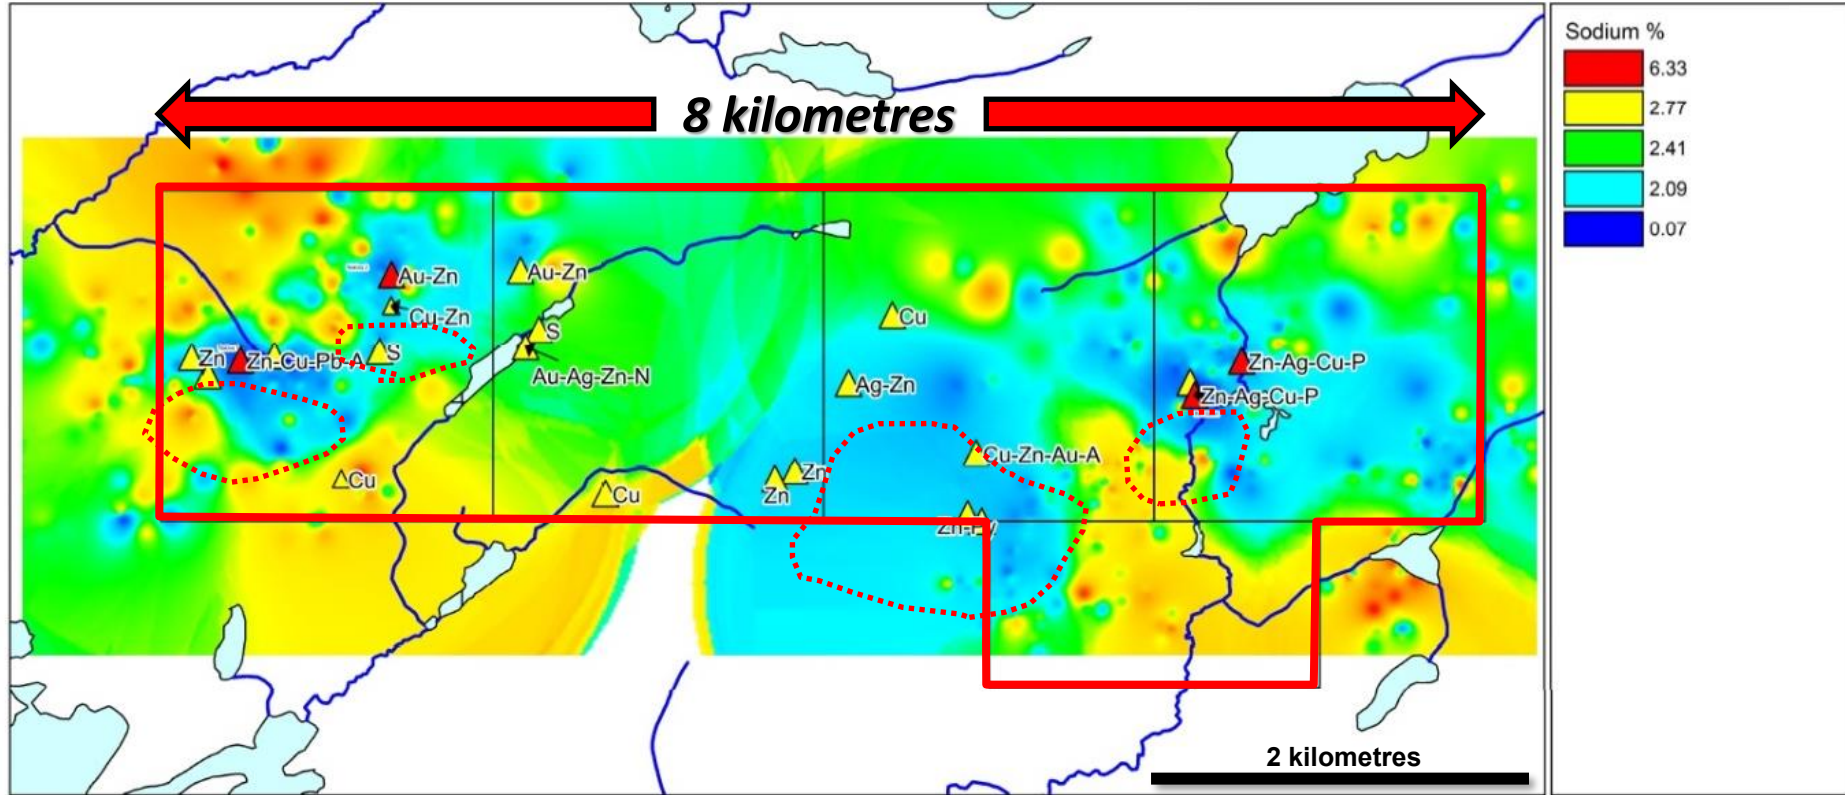 Sodium %
6.33
2.77
2.41
2.09
0.07
8 kilometres
Au-Zn
Au-Zn
Cu-Zn
Cu
S
Zn
Zn-Cu-Pb-A
S
Au-Ag-Zn-N
Zn-Ag-Cu-P
Ag-Zn
Zn-Ag-Cu-P
Cu-Zn-Au-A
Cu
Zn
Zn
Cu
2 kilometres